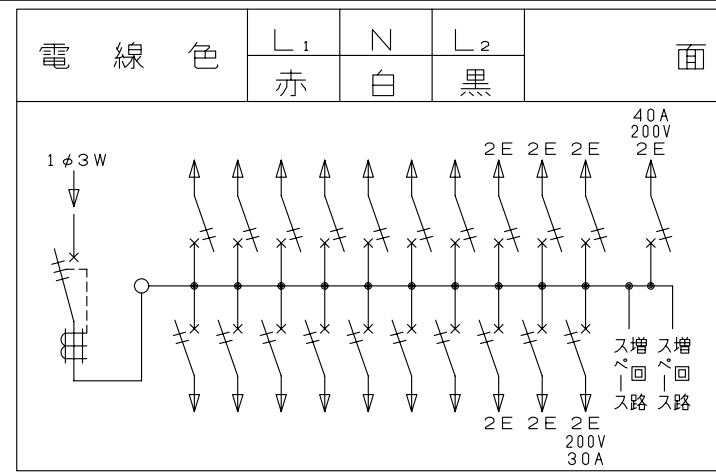 電線色 L1 N L2 面
赤 白 黒
40A
200V
1φ3W 2E 2E 2E 2E
増回路 スペース 増回路 スペース
2E 2E 2E
200V
30A